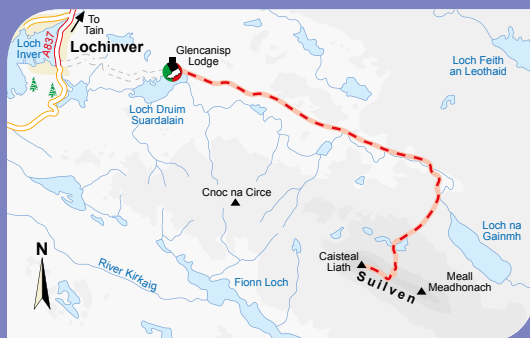 To
Tain
Lochinver
Loch
Inver
A837
Glencanisp
Lodge
Loch Feith
an Leothaid
Loch Druim
Suardalain
Cnoc na Circe
Loch na
Gainmh
N
Caisteal
Liath
River Kirkaig
Fionn Loch
Suilven
Meall
Meadhonach